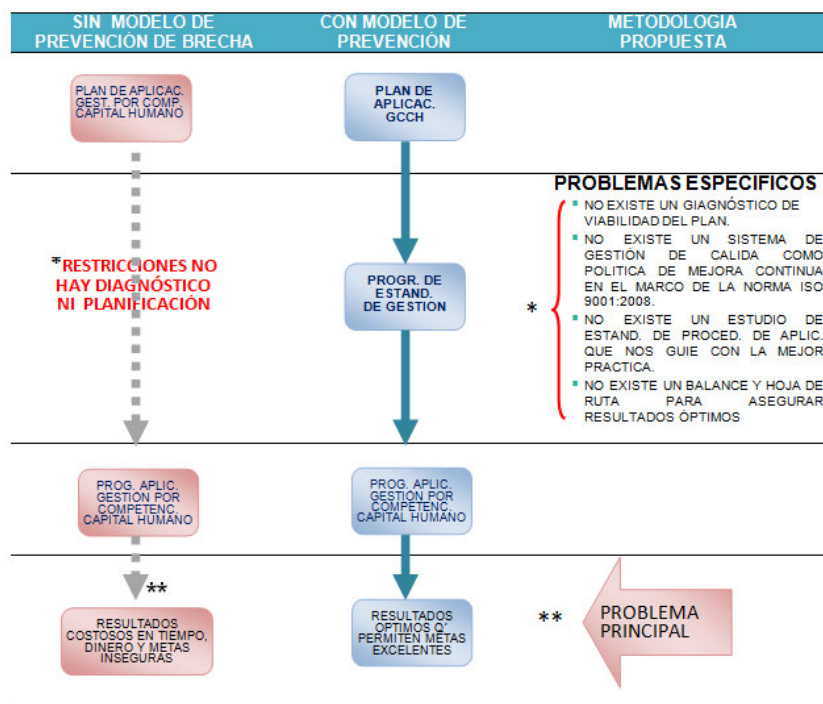 SIN MODELO DE
PREVENCIÓN DE BRECHA
CON MODELO DE
PREVENCIÓN
METODOLOGIA
PROPUESTA
PLAN DE APLICAC.
GEST. POR COMP.
CAPITAL HUMANO
PLAN DE
APLICAC.
GCCH
*RESTRICCIONES NO
HAY DIAGNÓSTICO
NI PLANIFICACIÓN
PROGR. DE
ESTAND.
DE GESTION
PROBLEMAS ESPECIFICOS
*
▪ NO EXISTE UN GIAGNÓSTICO DE
VIABILIDAD DEL PLAN.
▪ NO EXISTE UN SISTEMA DE
GESTIÓN DE CALIDA COMO
POLITICA DE MEJORA CONTINUA
EN EL MARCO DE LA NORMA ISO
9001:2008.
▪ NO EXISTE UN ESTUDIO DE
ESTAND. DE PROCED. DE APLIC.
QUE NOS GUIE CON LA MEJOR
PRACTICA.
▪ NO EXISTE UN BALANCE Y HOJA DE
RUTA PARA ASEGURAR
RESULTADOS ÓPTIMOS
PROG. APLIC.
GESTIÓN POR
COMPETENC.
CAPITAL HUMANO
PROG. APLIC.
GESTIÓN POR
COMPETENC.
CAPITAL HUMANO
**
RESULTADOS
COSTOSOS EN TIEMPO,
DINERO Y METAS
INSEGURAS
RESULTADOS
OPTIMOS Q´
PERMITEN METAS
EXCELENTES
**
PROBLEMA
PRINCIPAL